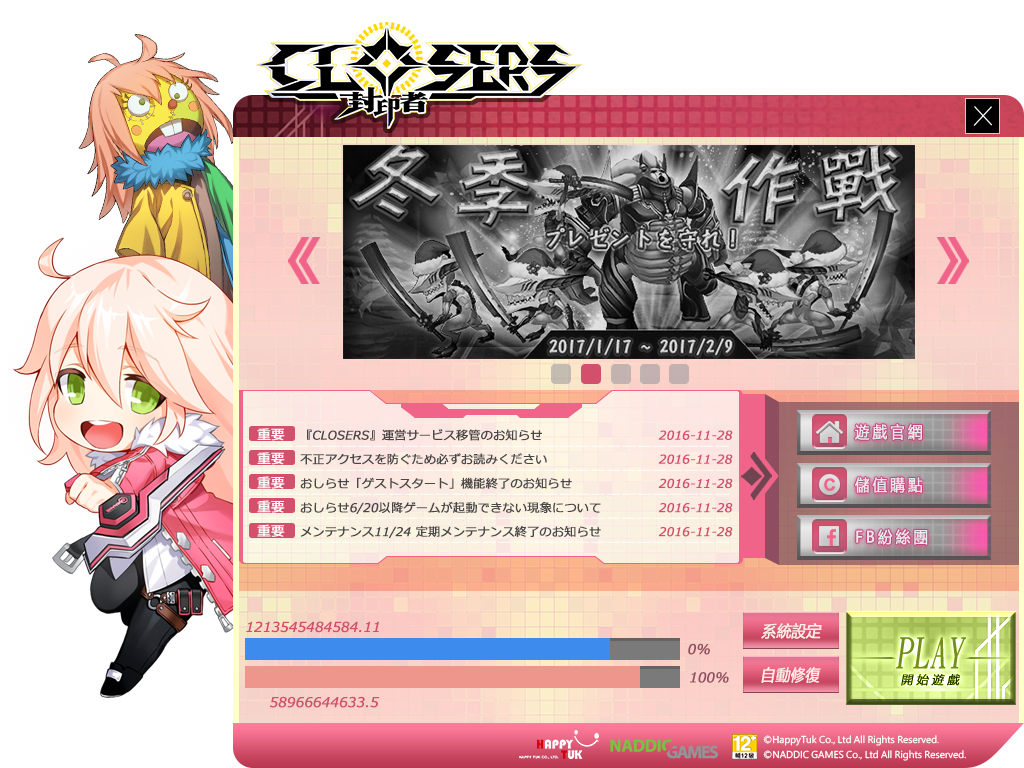 CLOSERS
封印者
冬季作戰
プレゼントを守れ!
2017/1/17 ~ 2017/2/9
重要 『CLOSERS』運営サービス移管のお知らせ 2016-11-28
重要 不正アクセスを防ぐため必ずお読みください 2016-11-28
重要 おしらせ「ゲストスタート」機能終了のお知らせ 2016-11-28
重要 おしらせ6/20以降ゲームが起動できない現象について 2016-11-28
重要 メンテナンス11/24 定期メンテナンス終了のお知らせ 2016-11-28
遊戲官網
儲值購點
FB紛絲團
1213545484584.11
0%
100%
58966644633.5
系統設定
自動修復
PLAY
開始遊戲
HAPPY TUK
HAPPY TUK CO., LTD.
NADDIC GAMES
12+
輔12級
©HappyTuk Co., Ltd All Rights Reserved.
©NADDIC GAMES Co., Ltd All Rights Reserved.